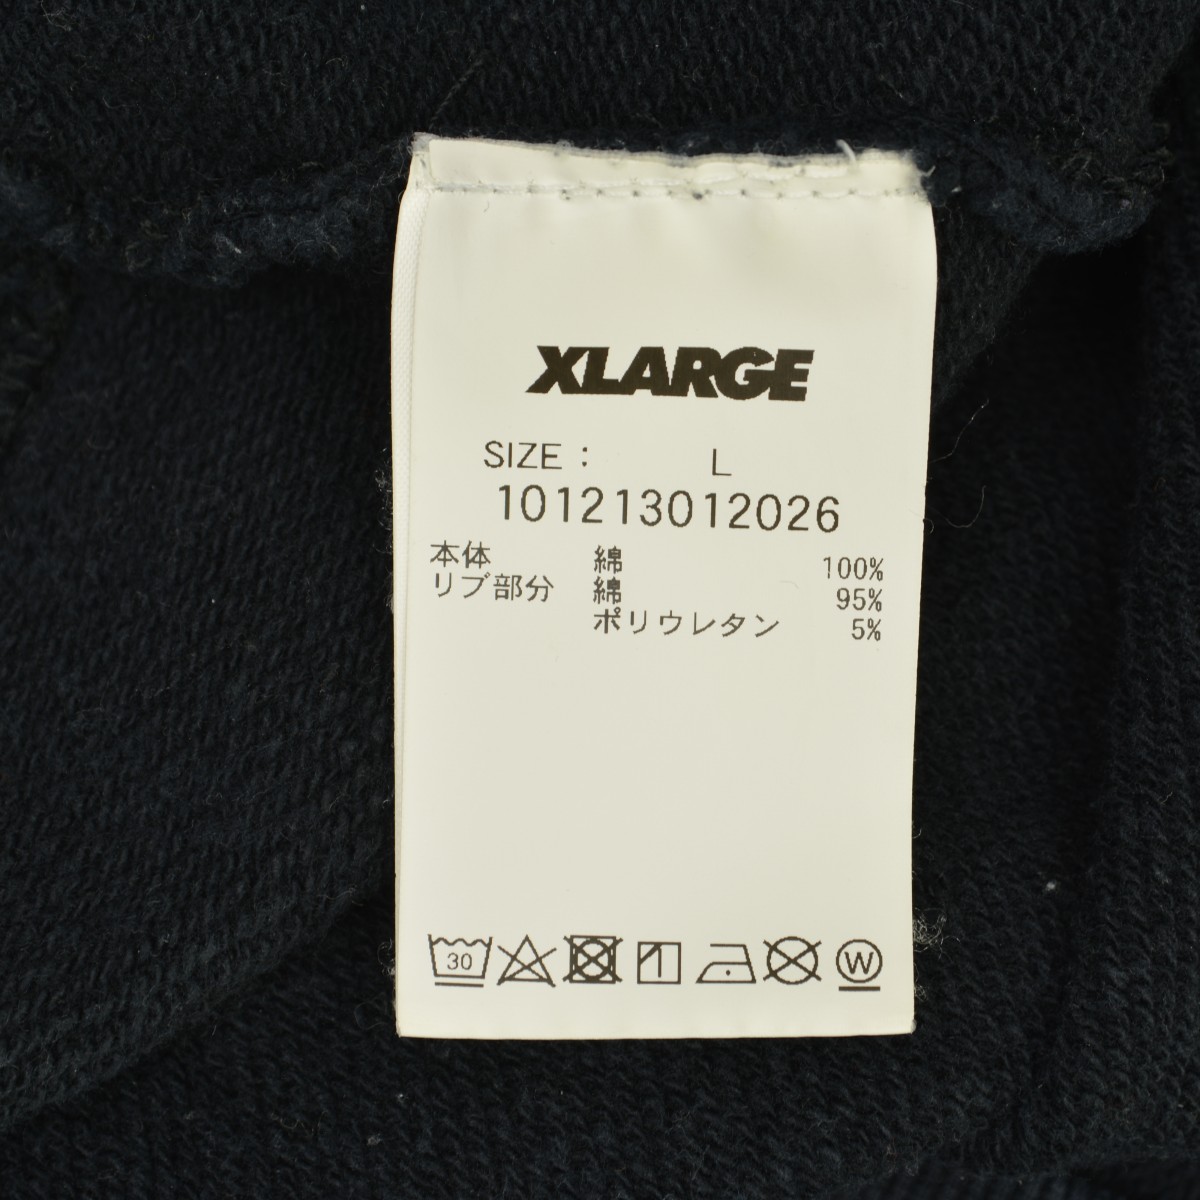 XLARGE
SIZE : L
101213012026
本体 綿 100%
リブ部分 綿 95%
ポリウレタン 5%
30 W